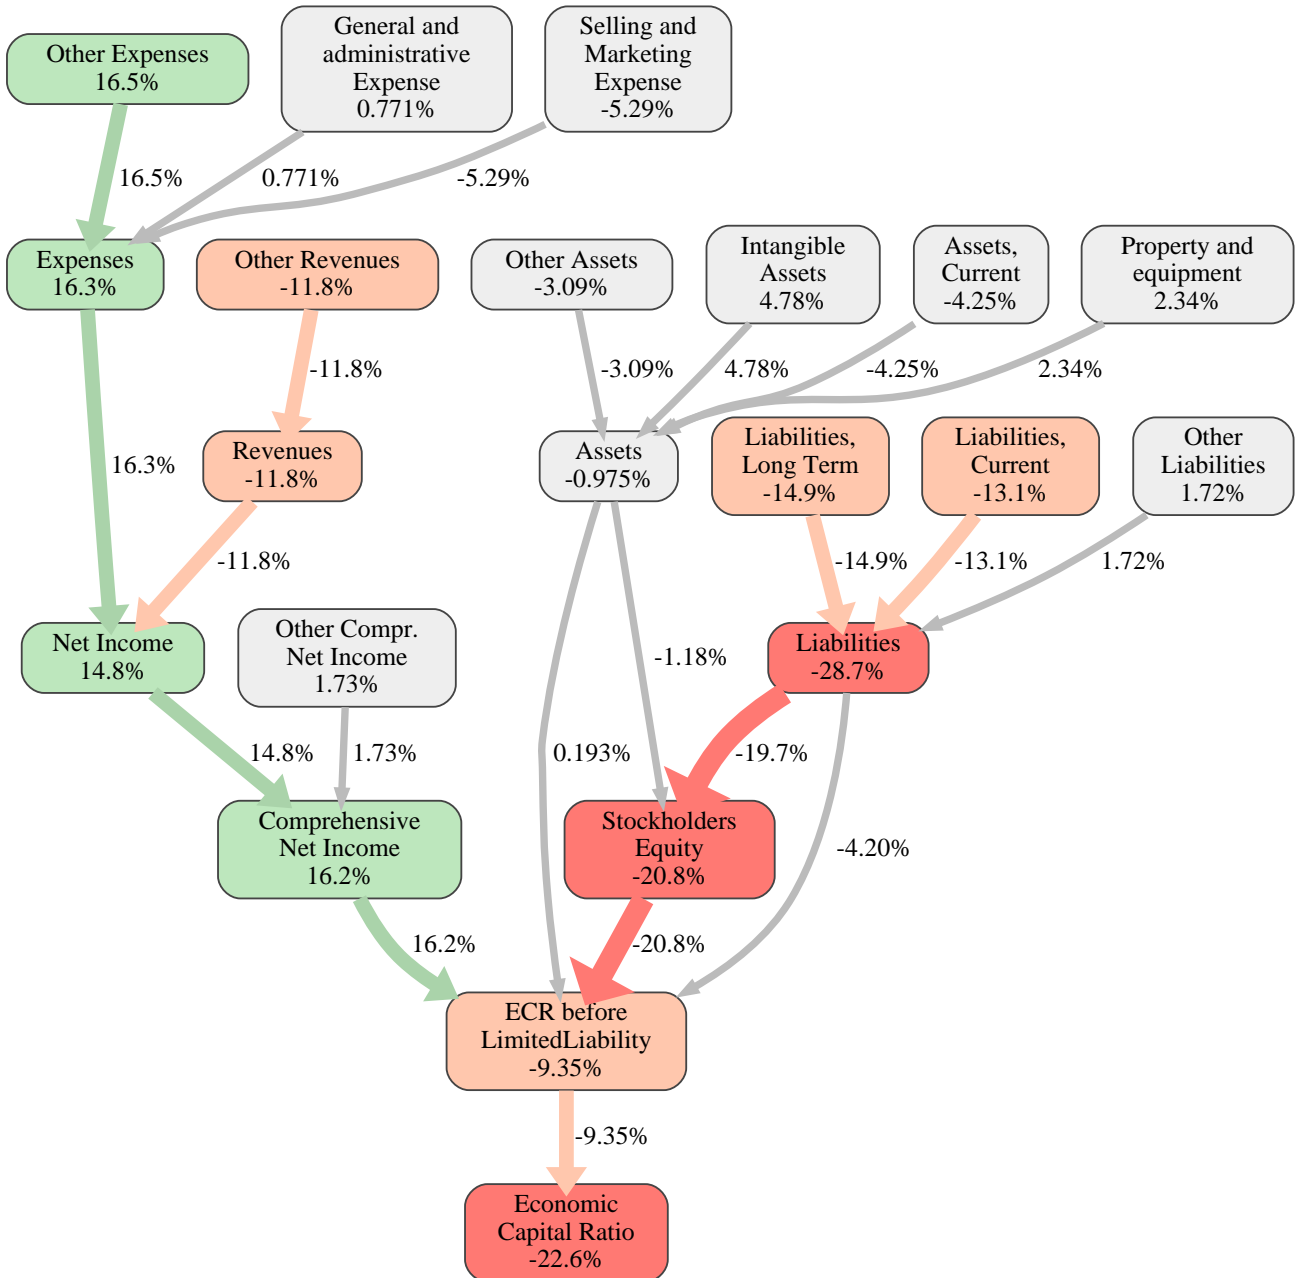 Other Expenses
16.5%
General and
administrative
Expense
0.771%
Selling and
Marketing
Expense
-5.29%
16.5%
0.771%
-5.29%
Expenses
16.3%
Other Revenues
-11.8%
Other Assets
-3.09%
Intangible
Assets
4.78%
Assets,
Current
-4.25%
Property and
equipment
2.34%
-11.8%
-3.09%
4.78%
-4.25%
2.34%
16.3%
Revenues
-11.8%
Assets
-0.975%
Liabilities,
Long Term
-14.9%
Liabilities,
Current
-13.1%
Other
Liabilities
1.72%
-11.8%
-14.9%
-13.1%
1.72%
Net Income
14.8%
Other Compr.
Net Income
1.73%
-1.18%
Liabilities
-28.7%
14.8%
1.73%
0.193%
-19.7%
Comprehensive
Net Income
16.2%
Stockholders
Equity
-20.8%
-4.20%
16.2%
-20.8%
ECR before
LimitedLiability
-9.35%
-9.35%
Economic
Capital Ratio
-22.6%